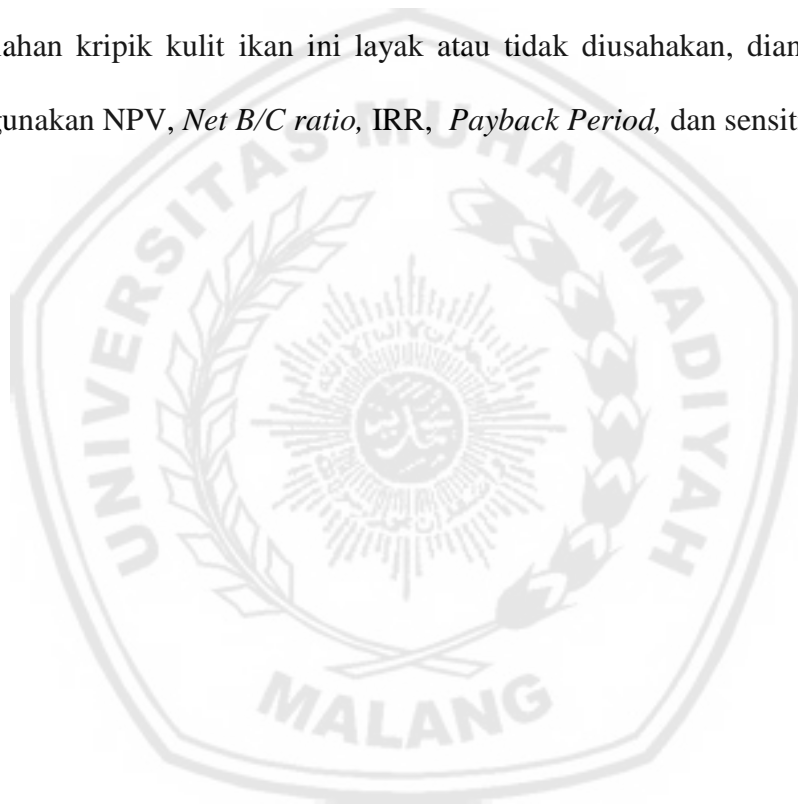 ahan kripik kulit ikan ini layak atau tidak diusahakan, dian
gunakan NPV, Net B/C ratio, IRR, Payback Period, dan sensit
UNIVERSITAS MUHAMMADIYAH
MALANG